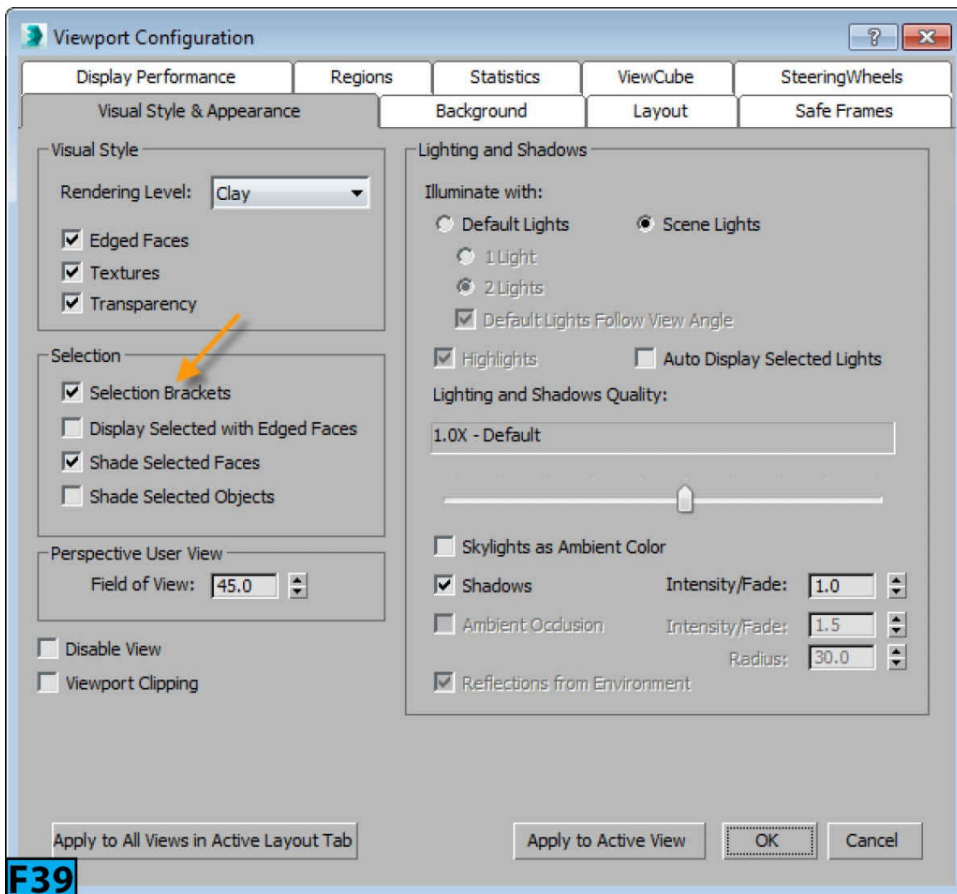 Viewport Configuration
Display Performance Regions Statistics ViewCube SteeringWheels
Visual Style & Appearance Background Layout Safe Frames
Visual Style
Rendering Level: Clay
Edged Faces
Textures
Transparency
Selection
Selection Brackets
Display Selected with Edged Faces
Shade Selected Faces
Shade Selected Objects
Perspective User View
Field of View: 45.0
Disable View
Viewport Clipping
Lighting and Shadows
Illuminate with:
Default Lights Scene Lights
1 Light
2 Lights
Default Lights Follow View Angle
Highlights Auto Display Selected Lights
Lighting and Shadows Quality:
1.0X - Default
Skylights as Ambient Color
Shadows Intensity/Fade: 1.0
Ambient Occlusion Intensity/Fade: 1.5
Radius: 30.0
Reflections from Environment
Apply to All Views in Active Layout Tab Apply to Active View OK Cancel
F39